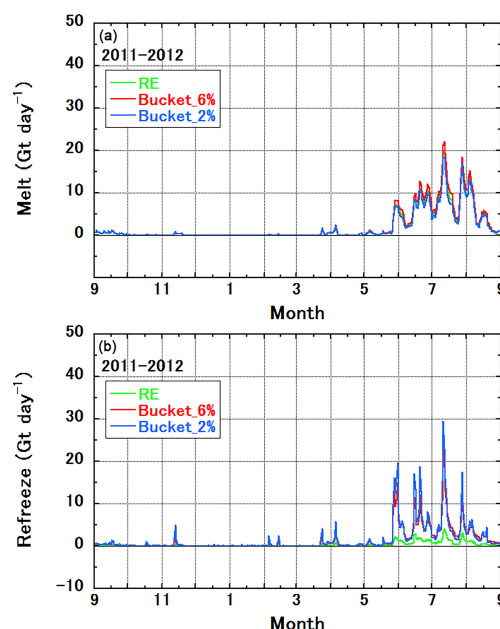 (a)
2011-2012
RE
Bucket_6%
Bucket_2%
50
40
30
20
10
0
-10
Melt (Gt day⁻¹)
9 11 1 3 5 7 9
Month
(b)
2011-2012
RE
Bucket_6%
Bucket_2%
50
40
30
20
10
0
-10
Refreeze (Gt day⁻¹)
9 11 1 3 5 7 9
Month